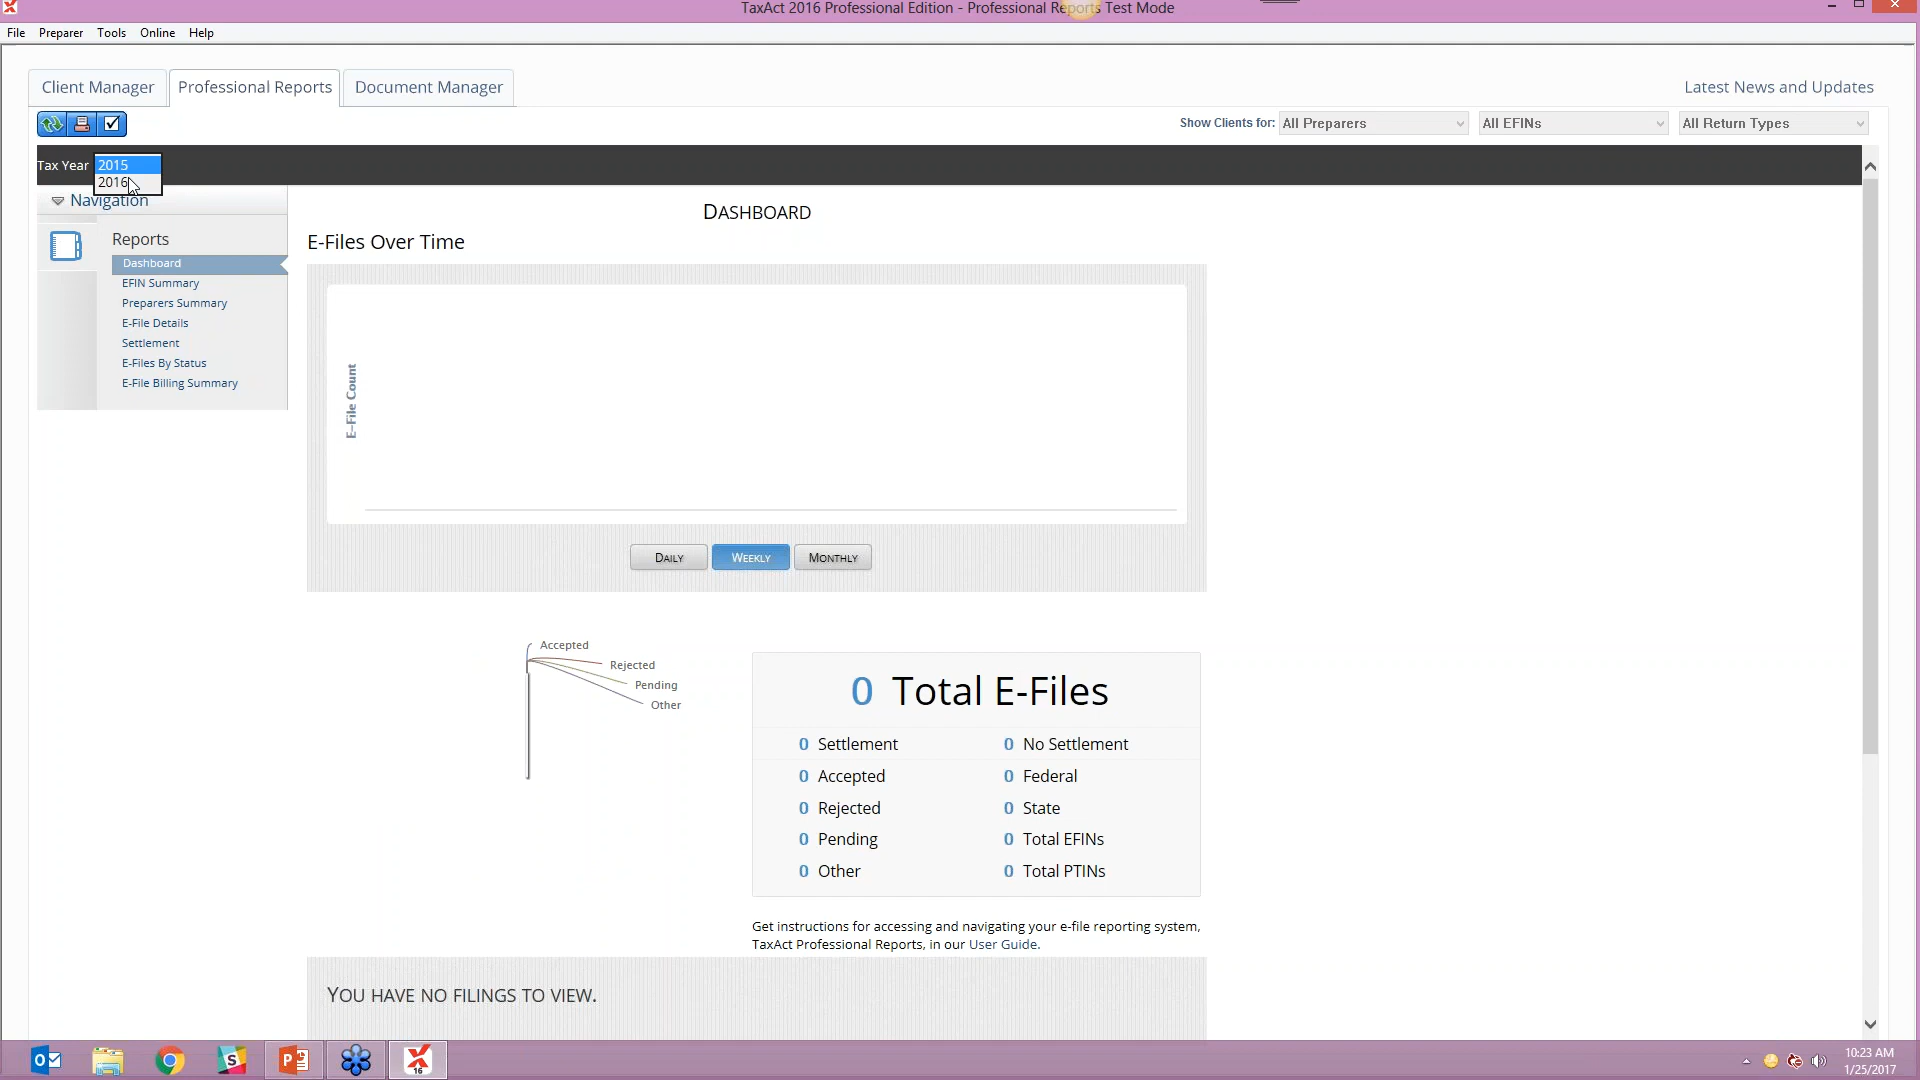 TaxAct 2016 Professional Edition - Professional Reports Test Mode
File Preparer Tools Online Help
Client Manager Professional Reports Document Manager Latest News and Updates
Show Clients for: All Preparers All EFINs All Return Types
Tax Year 2015
2016
Navigation
Reports
Dashboard
EFIN Summary
Preparers Summary
E-File Details
Settlement
E-Files By Status
E-File Billing Summary
DASHBOARD
E-Files Over Time
E-File Count
DAILY WEEKLY MONTHLY
Accepted
Rejected
Pending
Other
0 Total E-Files
0 Settlement 0 No Settlement
0 Accepted 0 Federal
0 Rejected 0 State
0 Pending 0 Total EFINs
0 Other 0 Total PTINs
Get instructions for accessing and navigating your e-file reporting system,
TaxAct Professional Reports, in our User Guide.
YOU HAVE NO FILINGS TO VIEW.
16
10:23 AM
1/25/2017